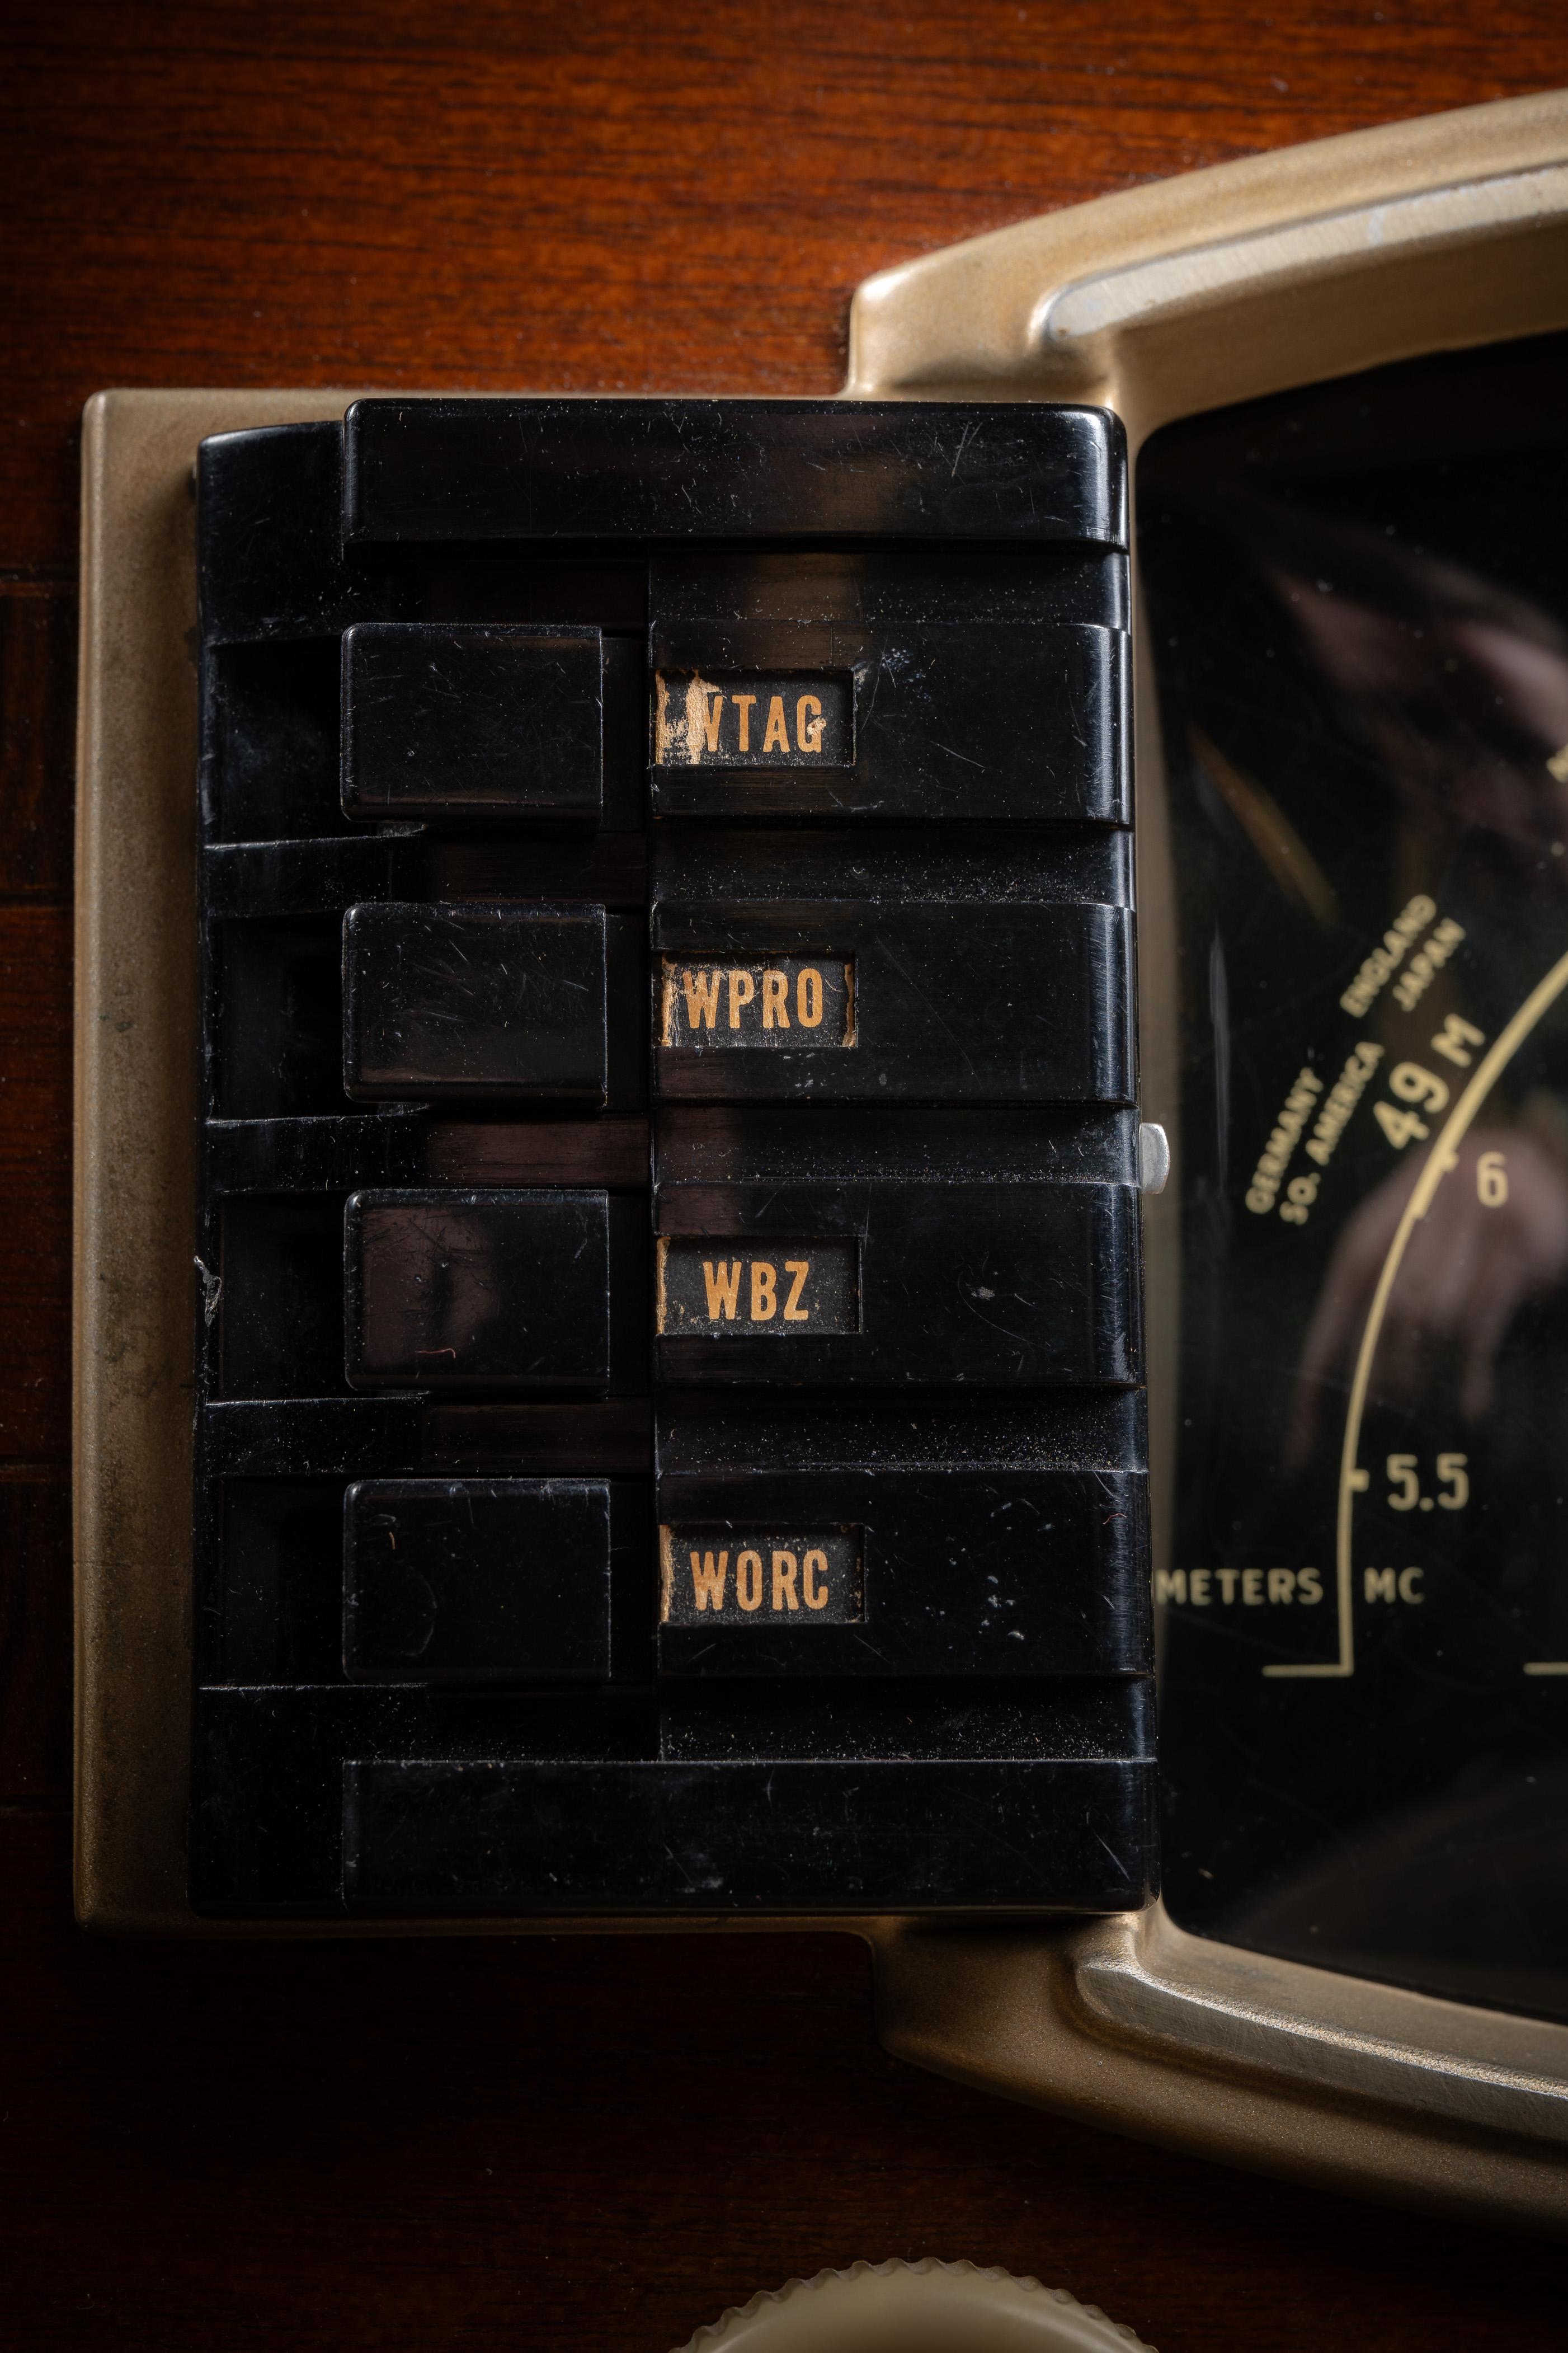 WTAG
WPRO
WBZ
WORC
ENGLAND
JAPAN
GERMANY
SO. AMERICA
49 M
6
5.5
METERS
MC